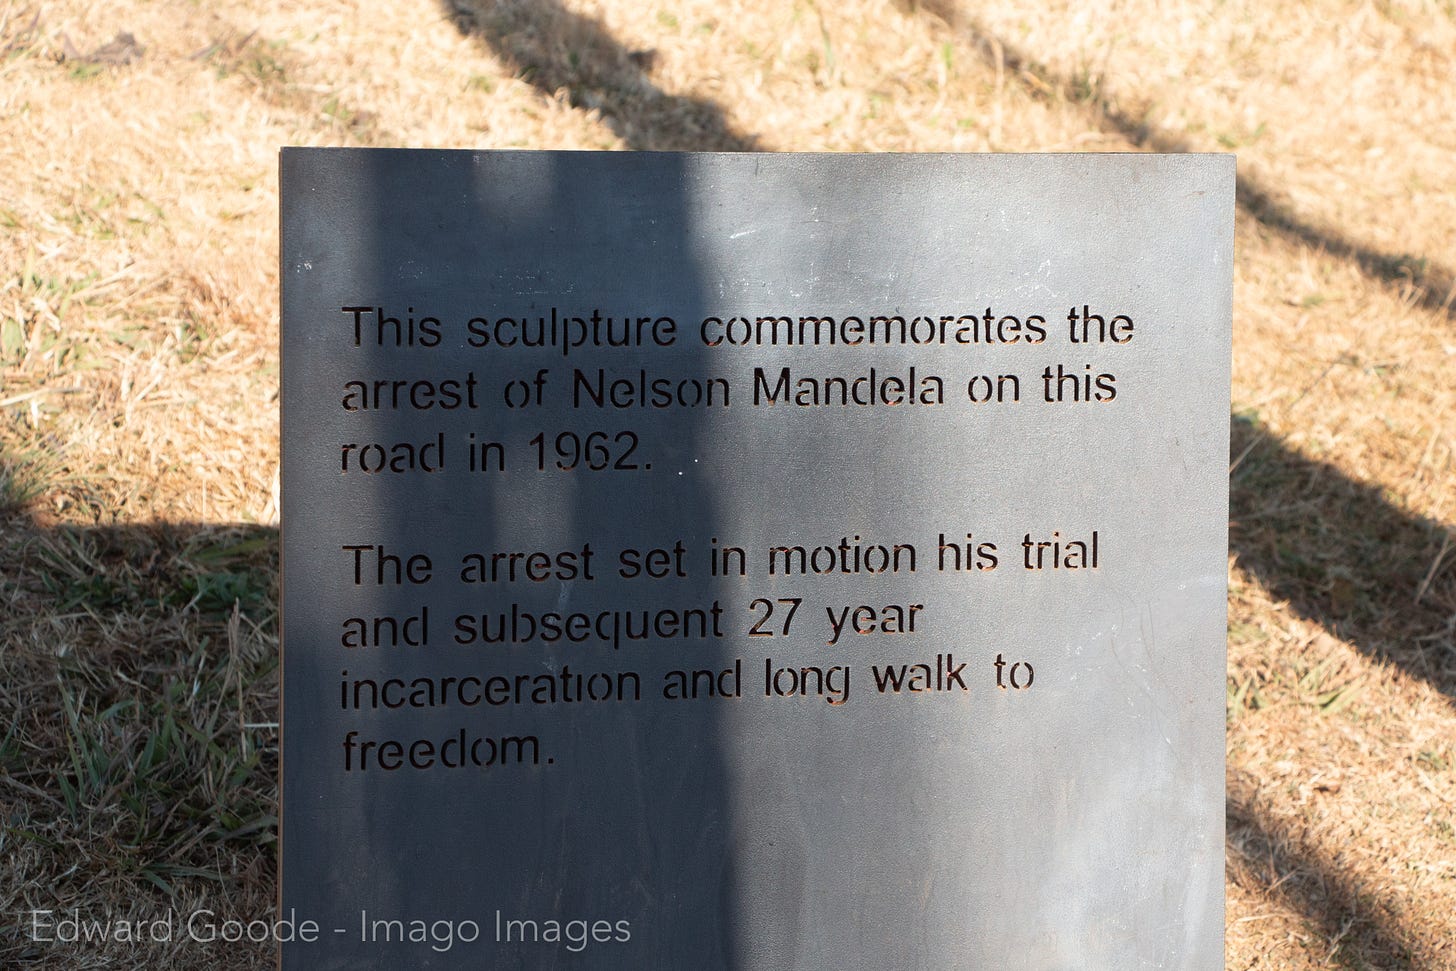 This sculpture commemorates the
arrest of Nelson Mandela on this
road in 1962.
The arrest set in motion his trial
and subsequent 27 year
incarceration and long walk to
freedom.
Edward Goode - Imago Images